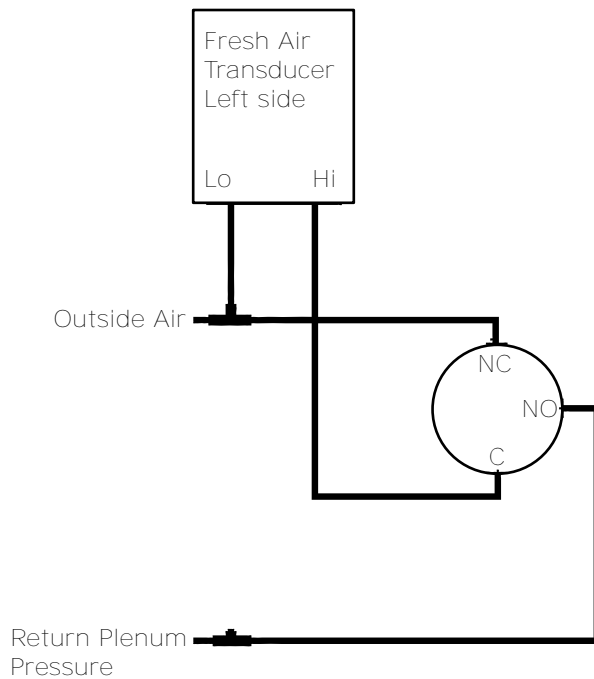 Fresh Air
Transducer
Left side
Lo
Hi
Outside Air
NC
NO
C
Return Plenum
Pressure